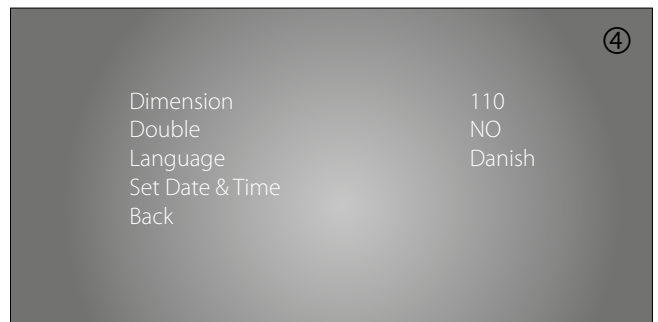 ④
Dimension 110
Double NO
Language Danish
Set Date & Time
Back